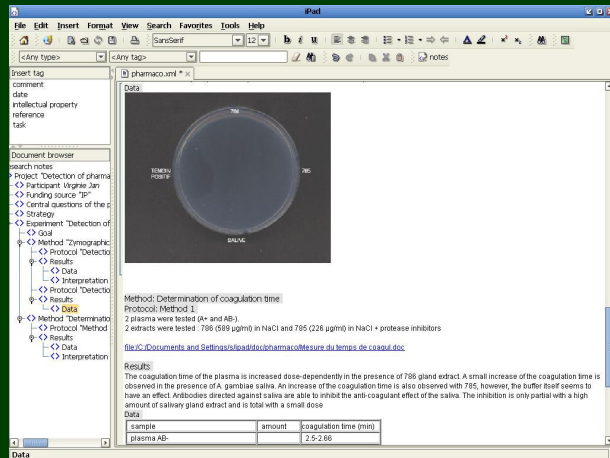 iPad
File Edit Insert Format View Search Favorites Tools Help
SansSerif 12 b i u
<Any type> <Any tag> notes
Insert tag
comment
date
intellectual property
reference
task
Document browser
search notes
Project "Detection of pharma
Participant Virginie Jan
Funding source "IP"
Central questions of the p
Strategy
Experiment "Detection of
Goal
Method "Zymographic
Protocol "Detectio
Results
Data
Interpretation
Protocol "Detectio
Results
Data
Method "Determination
Protocol "Method
Results
Data
Interpretation
pharmaco.xml *
Data
786
TEMOIN
POSITIF
785
SALIVE
Method: Determination of coagulation time
Protocol: Method 1
2 plasma were tested (A+ and AB-).
2 extracts were tested : 786 (589 µg/ml) in NaCl and 785 (226 µg/ml) in NaCl + protease inhibitors
file:/C:/Documents and Settings/s/ipad/doc/pharmaco/Mesure du temps de coagul.doc
Results
The coagulation time of the plasma is increased dose-dependently in the presence of 786 gland extract. A small increase of the coagulation time is
observed in the presence of A. gambiae saliva. An increase of the coagulation time is also observed with 785, however, the buffer itself seems to
have an effect. Antibodies directed against saliva are able to inhibit the anti-coagulant effect of the saliva. The inhibition is only partial with a high
amount of salivary gland extract and is total with a small dose
Data
sample amount coagulation time (min)
plasma AB- 2.5-2.66
Data